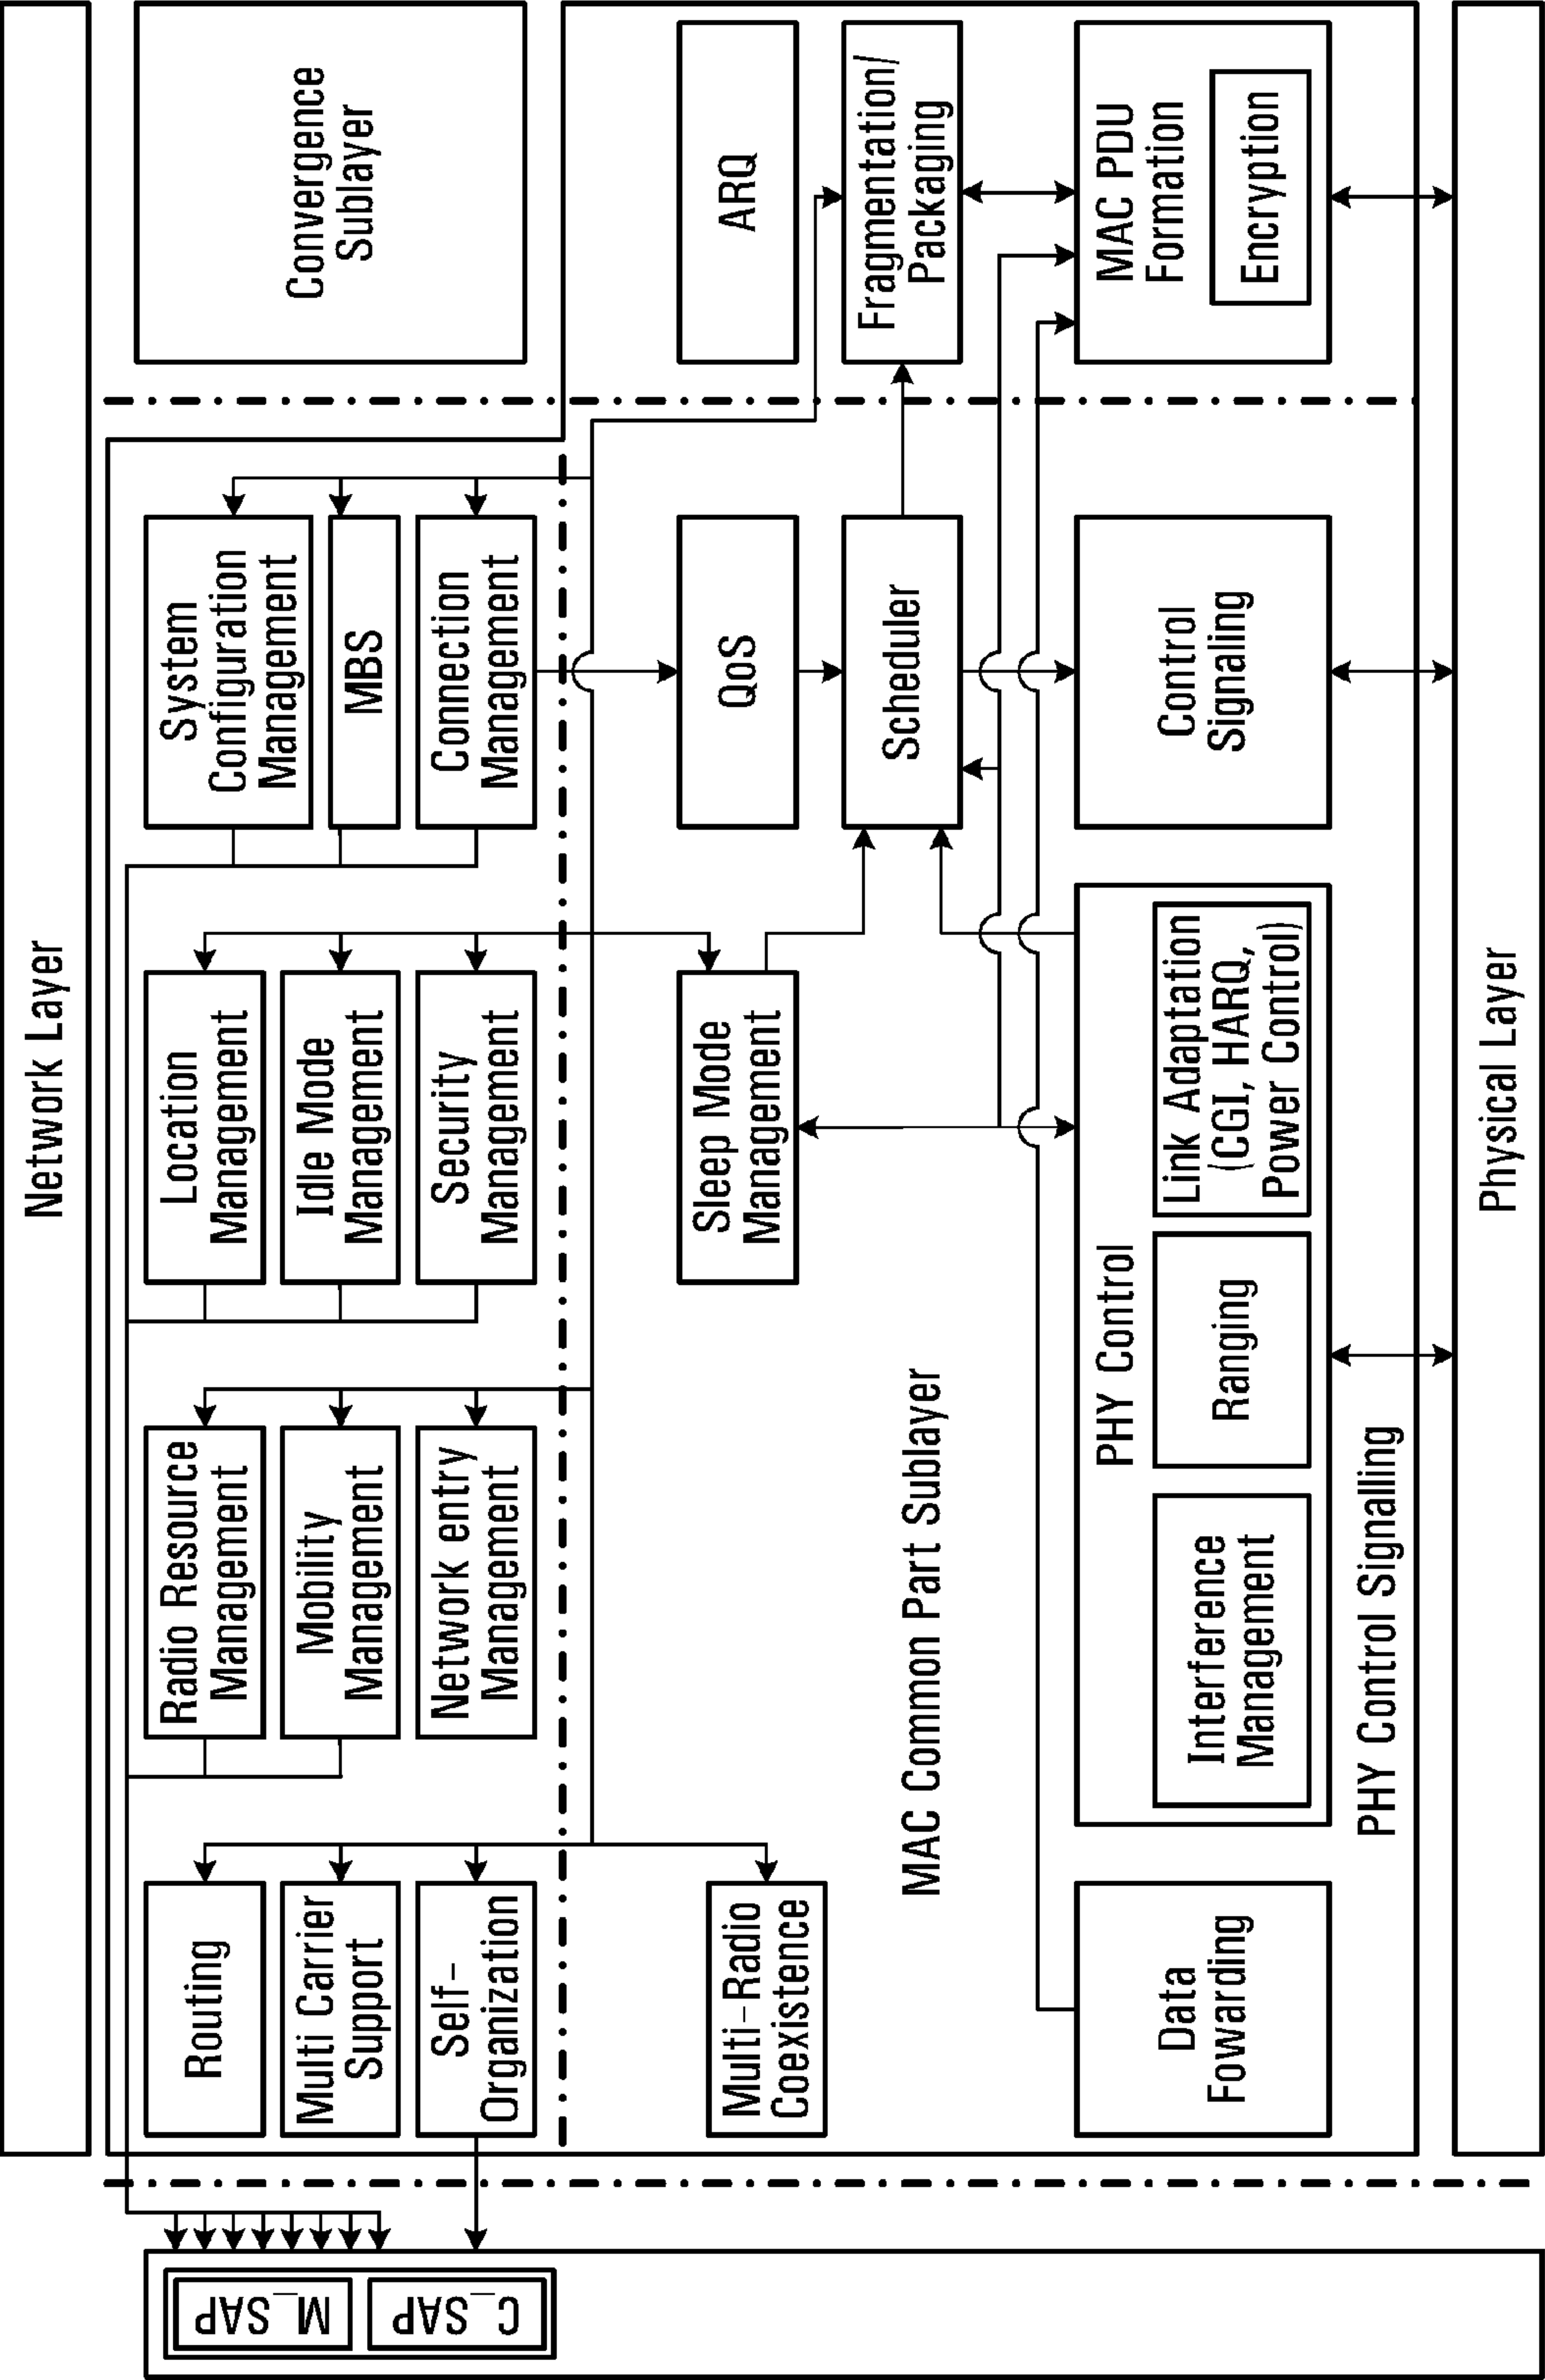 Network Layer
M_SAP
C_SAP
Routing
Multi Carrier
Support
Self-
Organization
Radio Resource
Management
Mobility
Management
Network entry
Management
Location
Management
Idle Mode
Management
Security
Management
System
Configuration
Management
MBS
Connection
Management
Convergence
Sublayer
Multi-Radio
Coexistence
Sleep Mode
Management
QoS
ARQ
MAC Common Part Sublayer
Scheduler
Fragmentation/
Packaging
Data
Fowarding
PHY Control
Interference
Management
Ranging
Link Adaptation
(CGI, HARQ,
Power Control)
Control
Signaling
MAC PDU
Formation
Encryption
PHY Control Signalling
Physical Layer